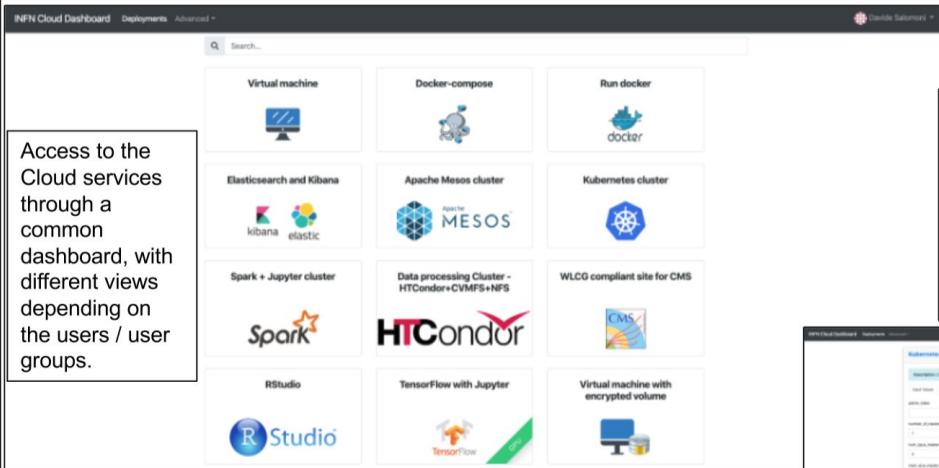 INFN Cloud Dashboard Deployments Advanced
Davide Salomoni
Search...
Virtual machine
Docker-compose
Run docker
docker
Access to the
Cloud services
through a
common
dashboard, with
different views
depending on
the users / user
groups.
Elasticsearch and Kibana
kibana
elastic
Apache Mesos cluster
Apache
MESOS
Kubernetes cluster
Spark + Jupyter cluster
Spark
Data processing Cluster -
HTCondor+CVMFS+NFS
HTCondor
WLCG compliant site for CMS
CMS
RStudio
R Studio
TensorFlow with Jupyter
TensorFlow
GPU
Virtual machine with
encrypted volume
INFN Cloud Dashboard Deployments
Kubernetes